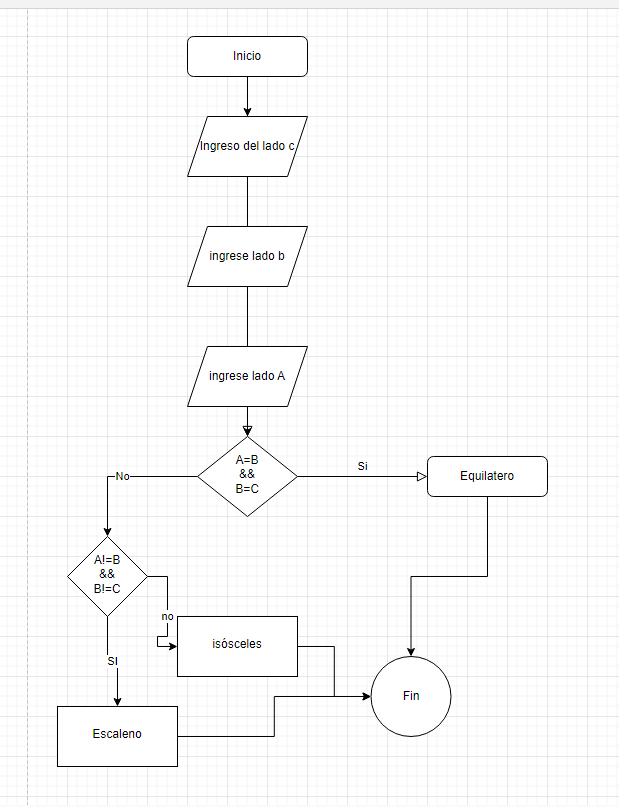 Inicio
Ingreso del lado c
ingrese lado b
ingrese lado A
A=B
&&
B=C
Si
Equilatero
No
A!=B
&&
B!=C
no
isósceles
SI
Escaleno
Fin